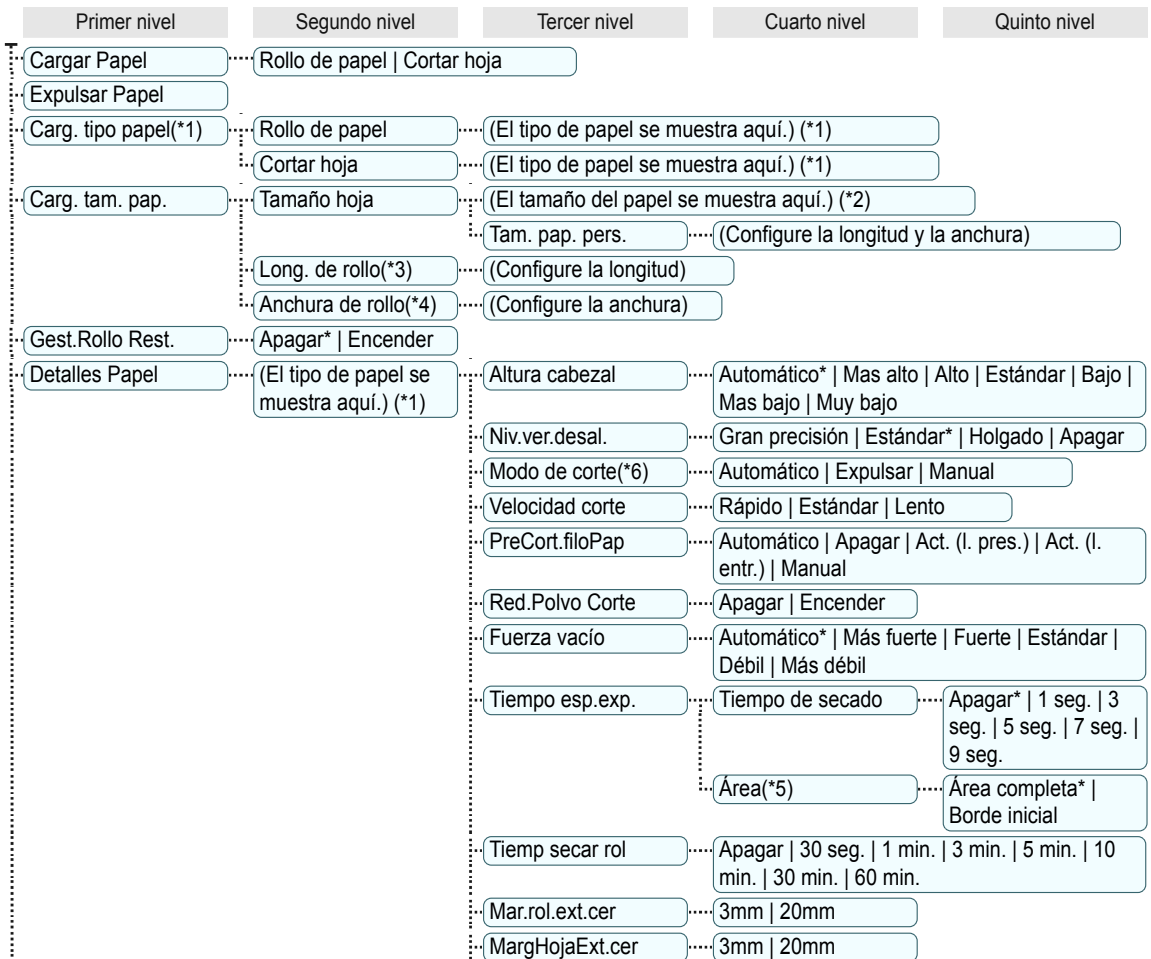 Primer nivel
Segundo nivel
Tercer nivel
Cuarto nivel
Quinto nivel
Cargar Papel
Rollo de papel | Cortar hoja
Expulsar Papel
Carg. tipo papel(*1)
Rollo de papel
(El tipo de papel se muestra aquí.) (*1)
Cortar hoja
(El tipo de papel se muestra aquí.) (*1)
Carg. tam. pap.
Tamaño hoja
(El tamaño del papel se muestra aquí.) (*2)
Tam. pap. pers.
(Configure la longitud y la anchura)
Long. de rollo(*3)
(Configure la longitud)
Anchura de rollo(*4)
(Configure la anchura)
Gest.Rollo Rest.
Apagar* | Encender
Detalles Papel
(El tipo de papel se
muestra aquí.) (*1)
Altura cabezal
Automático* | Mas alto | Alto | Estándar | Bajo |
Mas bajo | Muy bajo
Niv.ver.desal.
Gran precisión | Estándar* | Holgado | Apagar
Modo de corte(*6)
Automático | Expulsar | Manual
Velocidad corte
Rápido | Estándar | Lento
PreCort.filoPap
Automático | Apagar | Act. (l. pres.) | Act. (l.
entr.) | Manual
Red.Polvo Corte
Apagar | Encender
Fuerza vacío
Automático* | Más fuerte | Fuerte | Estándar |
Débil | Más débil
Tiempo esp.exp.
Tiempo de secado
Apagar* | 1 seg. | 3
seg. | 5 seg. | 7 seg. |
9 seg.
Área(*5)
Área completa* |
Borde inicial
Tiemp secar rol
Apagar | 30 seg. | 1 min. | 3 min. | 5 min. | 10
min. | 30 min. | 60 min.
Mar.rol.ext.cer
3mm | 20mm
MargHojaExt.cer
3mm | 20mm